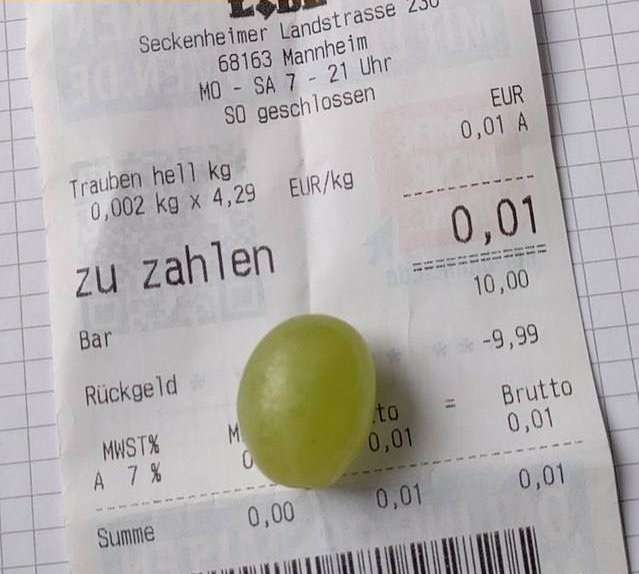 Seckenheimer Landstrasse 230
68163 Mannheim
MO - SA 7 - 21 Uhr
SO geschlossen
EUR
0,01 A
Trauben hell kg
0,002 kg x 4,29 EUR/kg
zu zahlen 0,01
Bar 10,00
Rückgeld -9,99
MWST% = Brutto
A 7 % 0,01 0,01
Summe 0,00 0,01 0,01